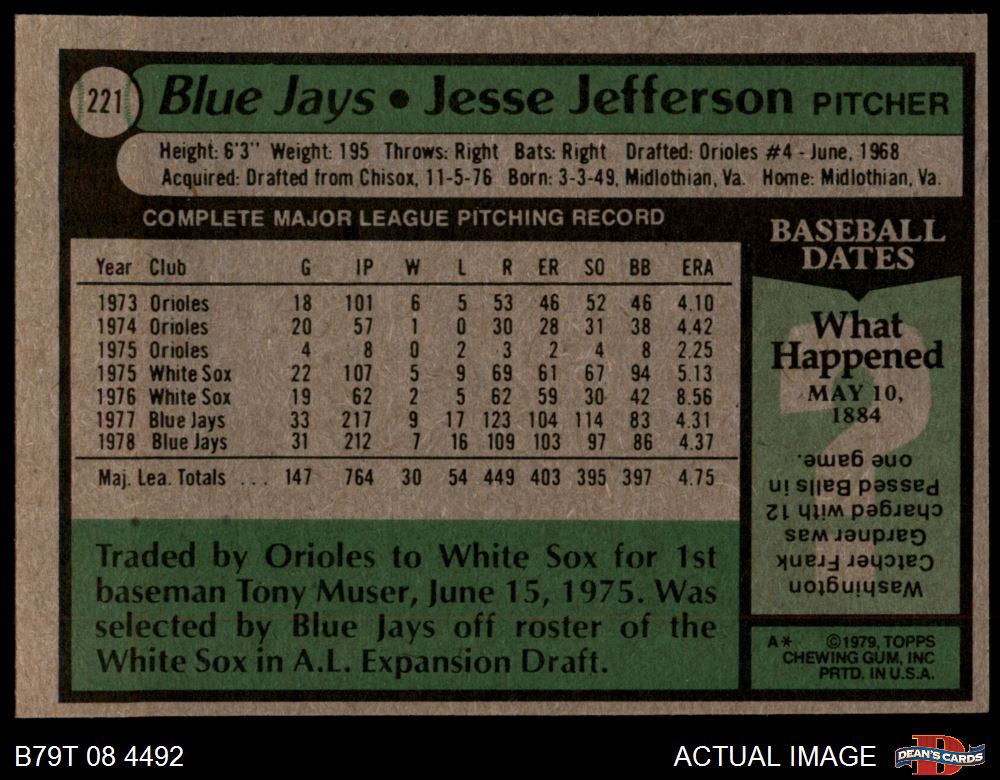 221
Blue Jays • Jesse Jefferson PITCHER
Height: 6'3" Weight: 195 Throws: Right Bats: Right Drafted: Orioles #4 - June, 1968
Acquired: Drafted from Chisox, 11-5-76 Born: 3-3-49, Midlothian, Va. Home: Midlothian, Va.
COMPLETE MAJOR LEAGUE PITCHING RECORD
Year Club G IP W L R ER SO BB ERA
1973 Orioles 18 101 6 5 53 46 52 46 4.10
1974 Orioles 20 57 1 0 30 28 31 38 4.42
1975 Orioles 4 8 0 2 3 2 4 8 2.25
1975 White Sox 22 107 5 9 69 61 67 94 5.13
1976 White Sox 19 62 2 5 62 59 30 42 8.56
1977 Blue Jays 33 217 9 17 123 104 114 83 4.31
1978 Blue Jays 31 212 7 16 109 103 97 86 4.37
Maj. Lea. Totals ... 147 764 30 54 449 403 395 397 4.75
Traded by Orioles to White Sox for 1st
baseman Tony Muser, June 15, 1975. Was
selected by Blue Jays off roster of the
White Sox in A.L. Expansion Draft.
BASEBALL
DATES
What
Happened
MAY 10,
1884
Washington
Catcher Frank
Gardner was
charged with 12
Passed Balls in
one game.
A* ©1979, TOPPS
CHEWING GUM, INC
PRTD. IN U.S.A.
B79T 08 4492
ACTUAL IMAGE
DEAN'S CARDS